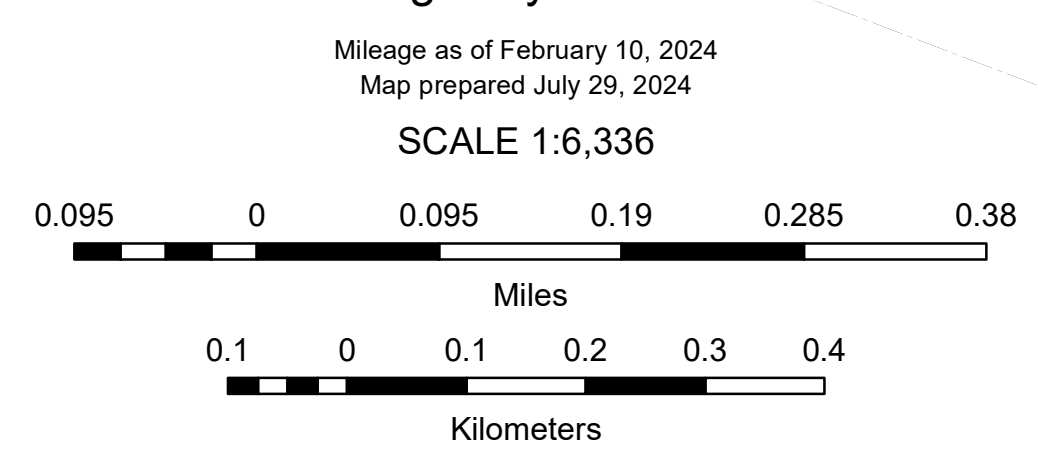 Mileage as of February 10, 2024
Map prepared July 29, 2024
SCALE 1:6,336
0.095 0 0.095 0.19 0.285 0.38
Miles
0.1 0 0.1 0.2 0.3 0.4
Kilometers